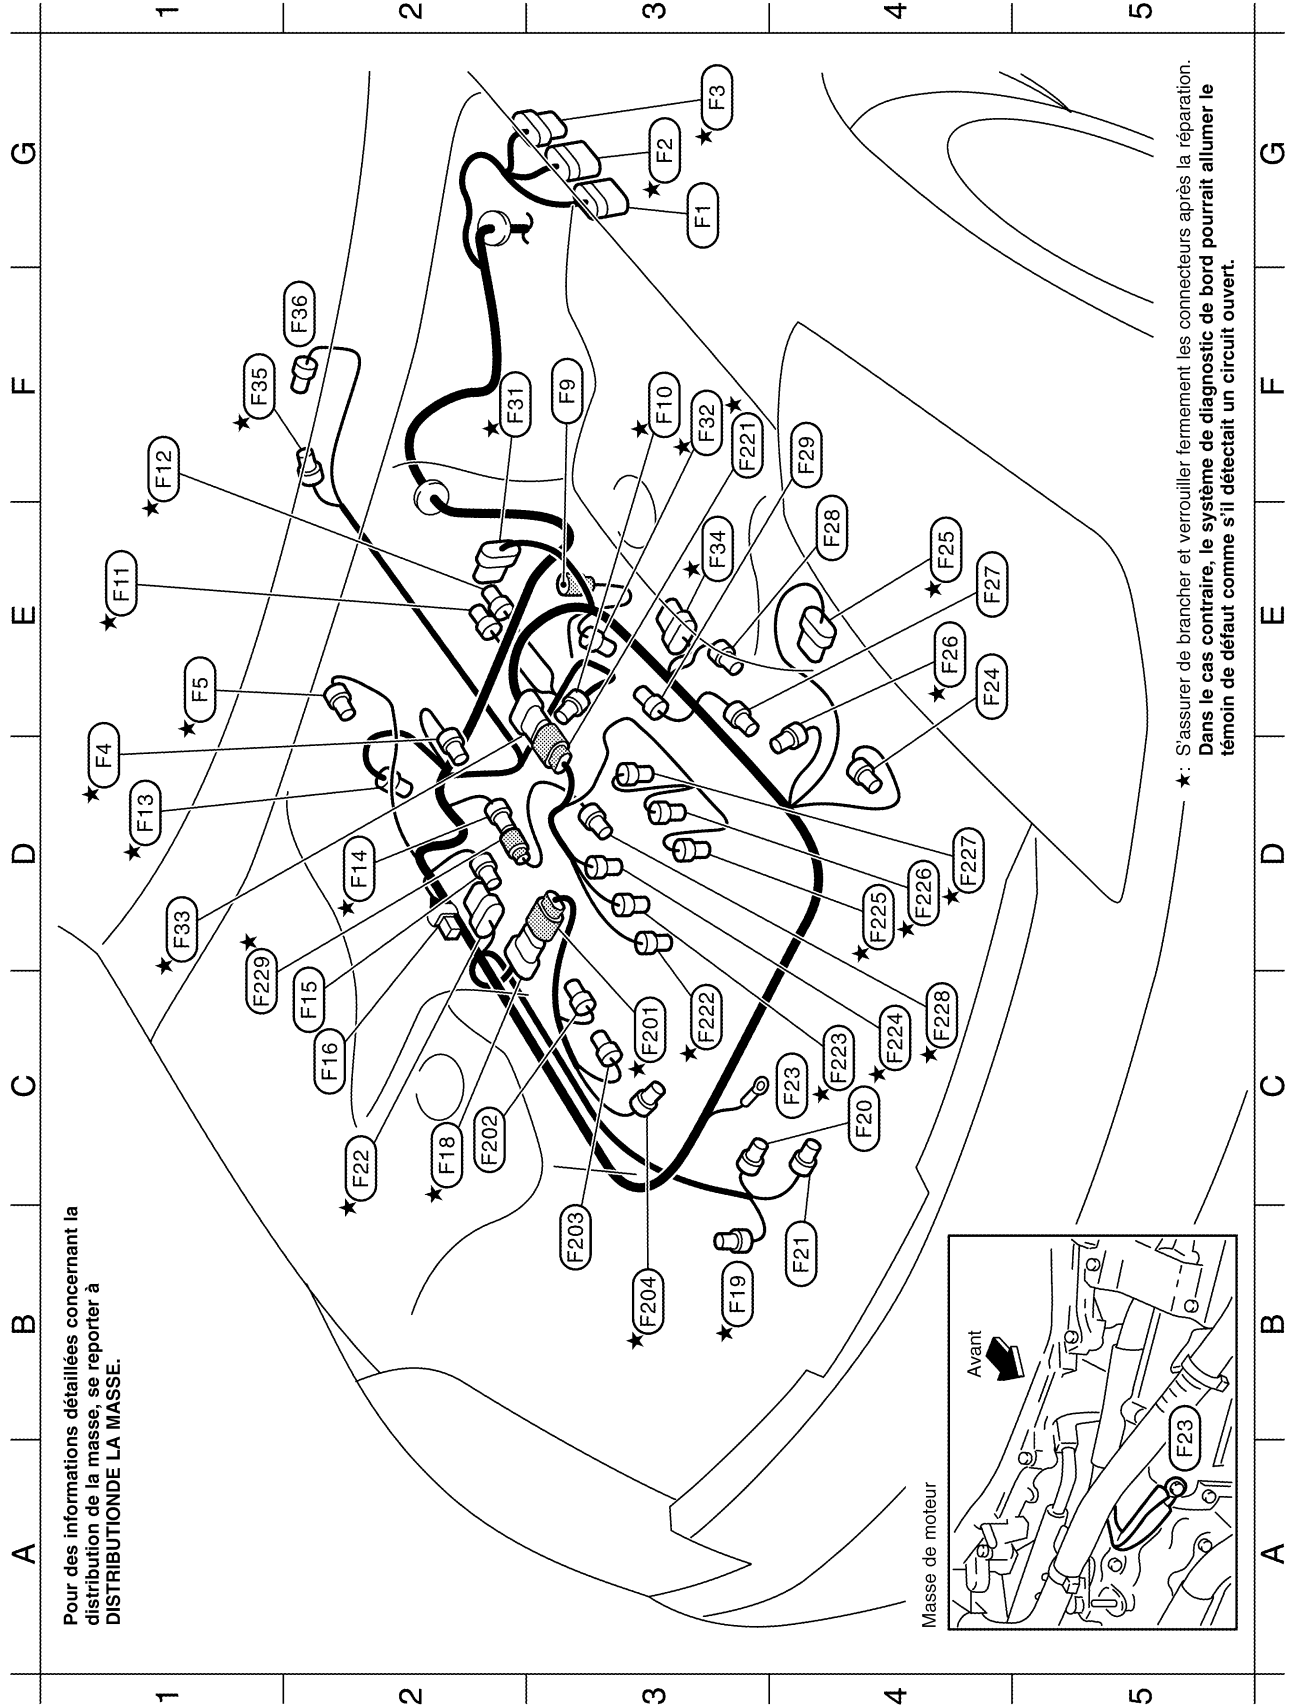 Pour des informations détaillées concernant la
distribution de la masse, se reporter à
DISTRIBUTIONDE LA MASSE.
1
2
3
4
5
A
B
C
D
E
F
G
F36
★ F35
★ F12
★ F11
★ F5
★ F4
★ F13
★ F14
★ F33
★ F229
F15
F16
★ F22
★ F18
F202
F203
★ F204
★ F19
F21
F20
F23
★ F201
★ F222
★ F223
★ F224
★ F228
★ F225
★ F226
★ F227
F24
★ F26
F27
★ F25
F28
★ F34
F29
★ F221
★ F32
★ F10
F9
★ F31
F1
★ F2
★ F3
Masse de moteur
Avant
F23
★: S'assurer de brancher et verrouiller fermement les connecteurs après la réparation.
Dans le cas contraire, le système de diagnostic de bord pourrait allumer le
témoin de défaut comme s'il détectait un circuit ouvert.
A
B
C
D
E
F
G
1
2
3
4
5